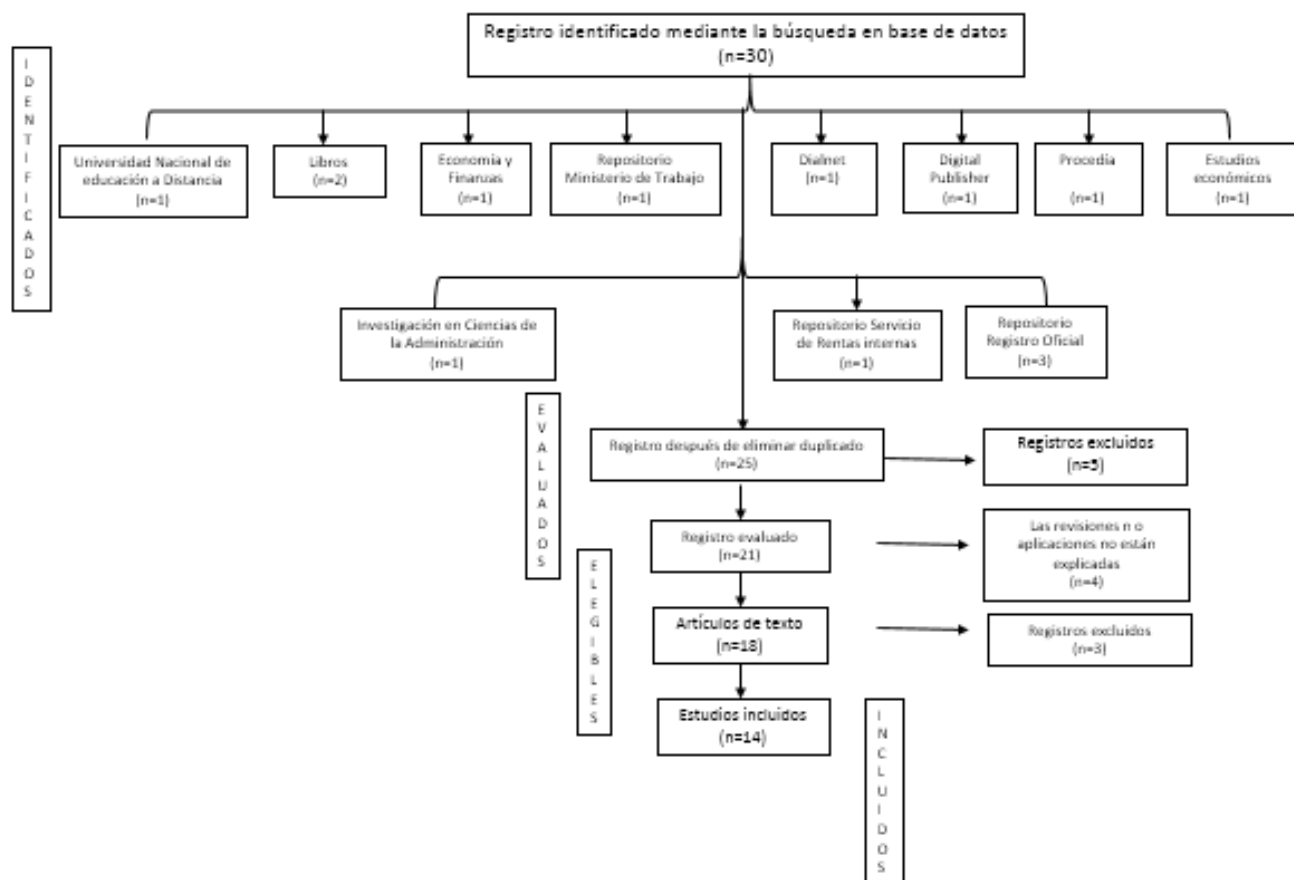 Registro identificado mediante la búsqueda en base de datos
(n=30)
IDENTIFICADOS
Universidad Nacional de
educación a Distancia
(n=1)
Libros
(n=2)
Economía y
Finanzas
(n=1)
Repositorio
Ministerio de Trabajo
(n=1)
Dialnet
(n=1)
Digital
Publisher
(n=1)
Procedia
(n=1)
Estudios
económicos
(n=1)
Investigación en Ciencias de
la Administración
(n=1)
Repositorio Servicio
de Rentas internas
(n=1)
Repositorio
Registro Oficial
(n=3)
EVALUADOS
Registro después de eliminar duplicado
(n=25)
Registros excluidos
(n=5)
Registro evaluado
(n=21)
Las revisiones n o
aplicaciones no están
explicadas
(n=4)
ELEGIBLES
Artículos de texto
(n=18)
Registros excluidos
(n=3)
Estudios incluidos
(n=14)
INCLUIDOS